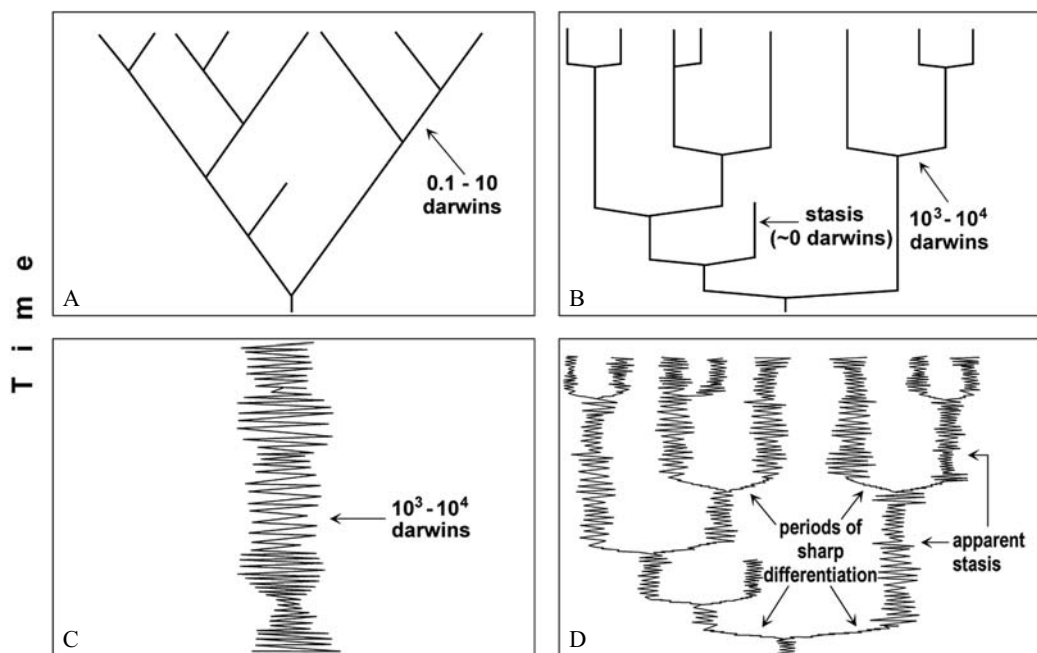 T i m e
0.1 - 10
darwins
A
stasis
(~0 darwins)
10³ - 10⁴
darwins
B
10³ - 10⁴
darwins
C
periods of
sharp
differentiation
apparent
stasis
D